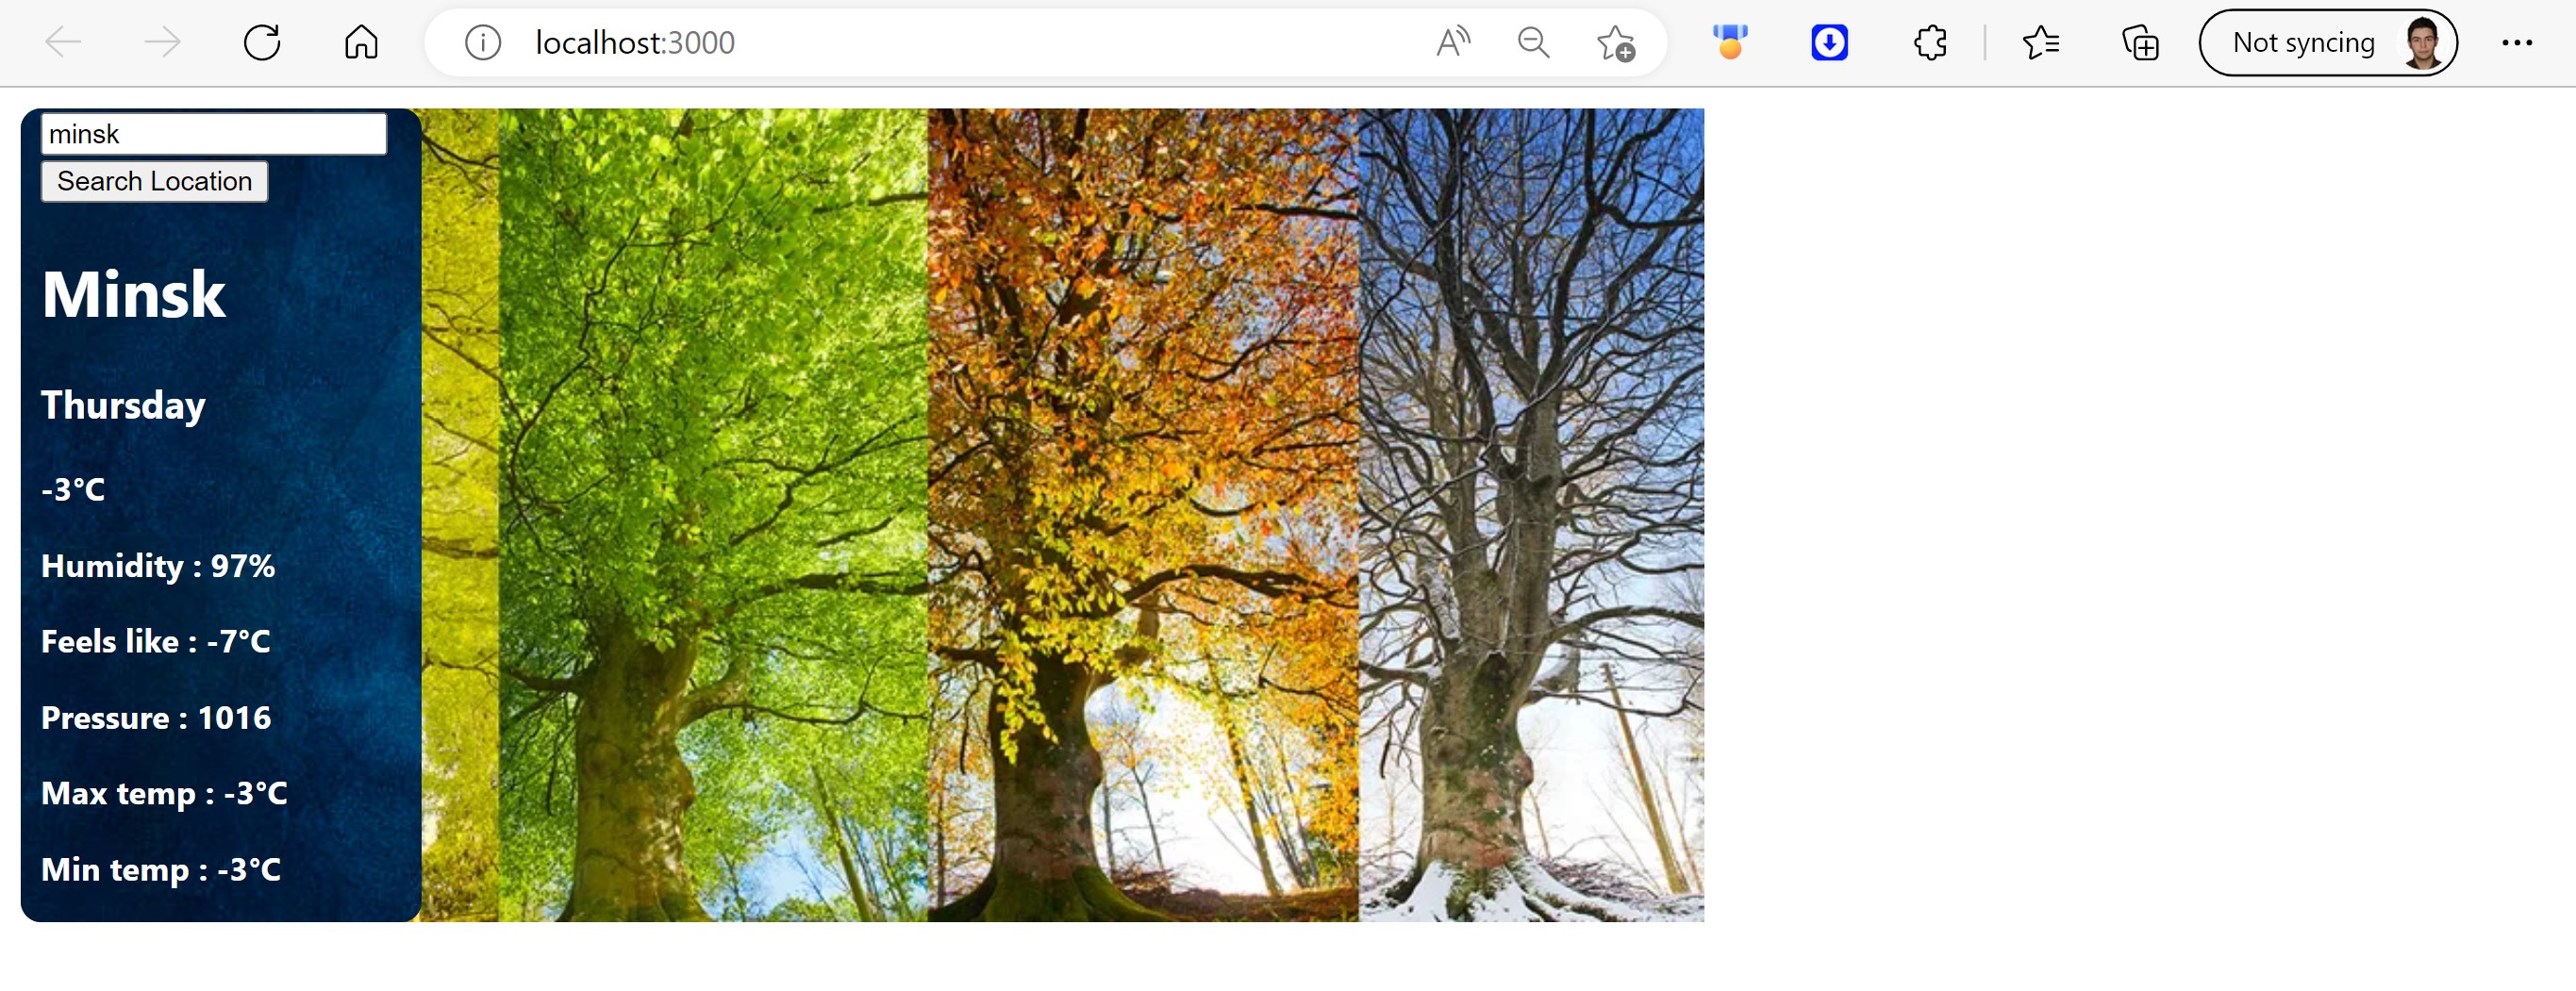 localhost:3000
Not syncing
minsk
Search Location
Minsk
Thursday
-3°C
Humidity : 97%
Feels like : -7°C
Pressure : 1016
Max temp : -3°C
Min temp : -3°C